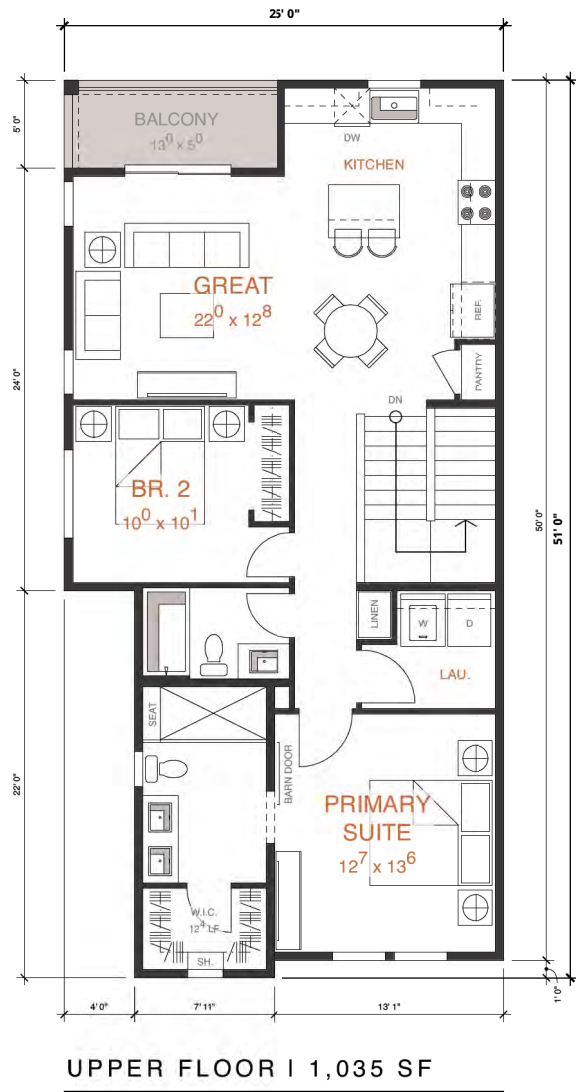 25' 0"
5' 0"
BALCONY
13⁰ x 5⁰
DW
KITCHEN
GREAT
22⁰ x 12⁸
REF.
PANTRY
24' 0"
DN
BR. 2
10⁰ x 10¹
50' 0"
51' 0"
LINEN
W
D
LAU.
SEAT
BARN DOOR
22' 0"
PRIMARY
SUITE
12⁷ x 13⁶
W.I.C.
12⁴ LF
SH.
1' 0"
4' 0"
7' 11"
13' 1"
UPPER FLOOR | 1,035 SF